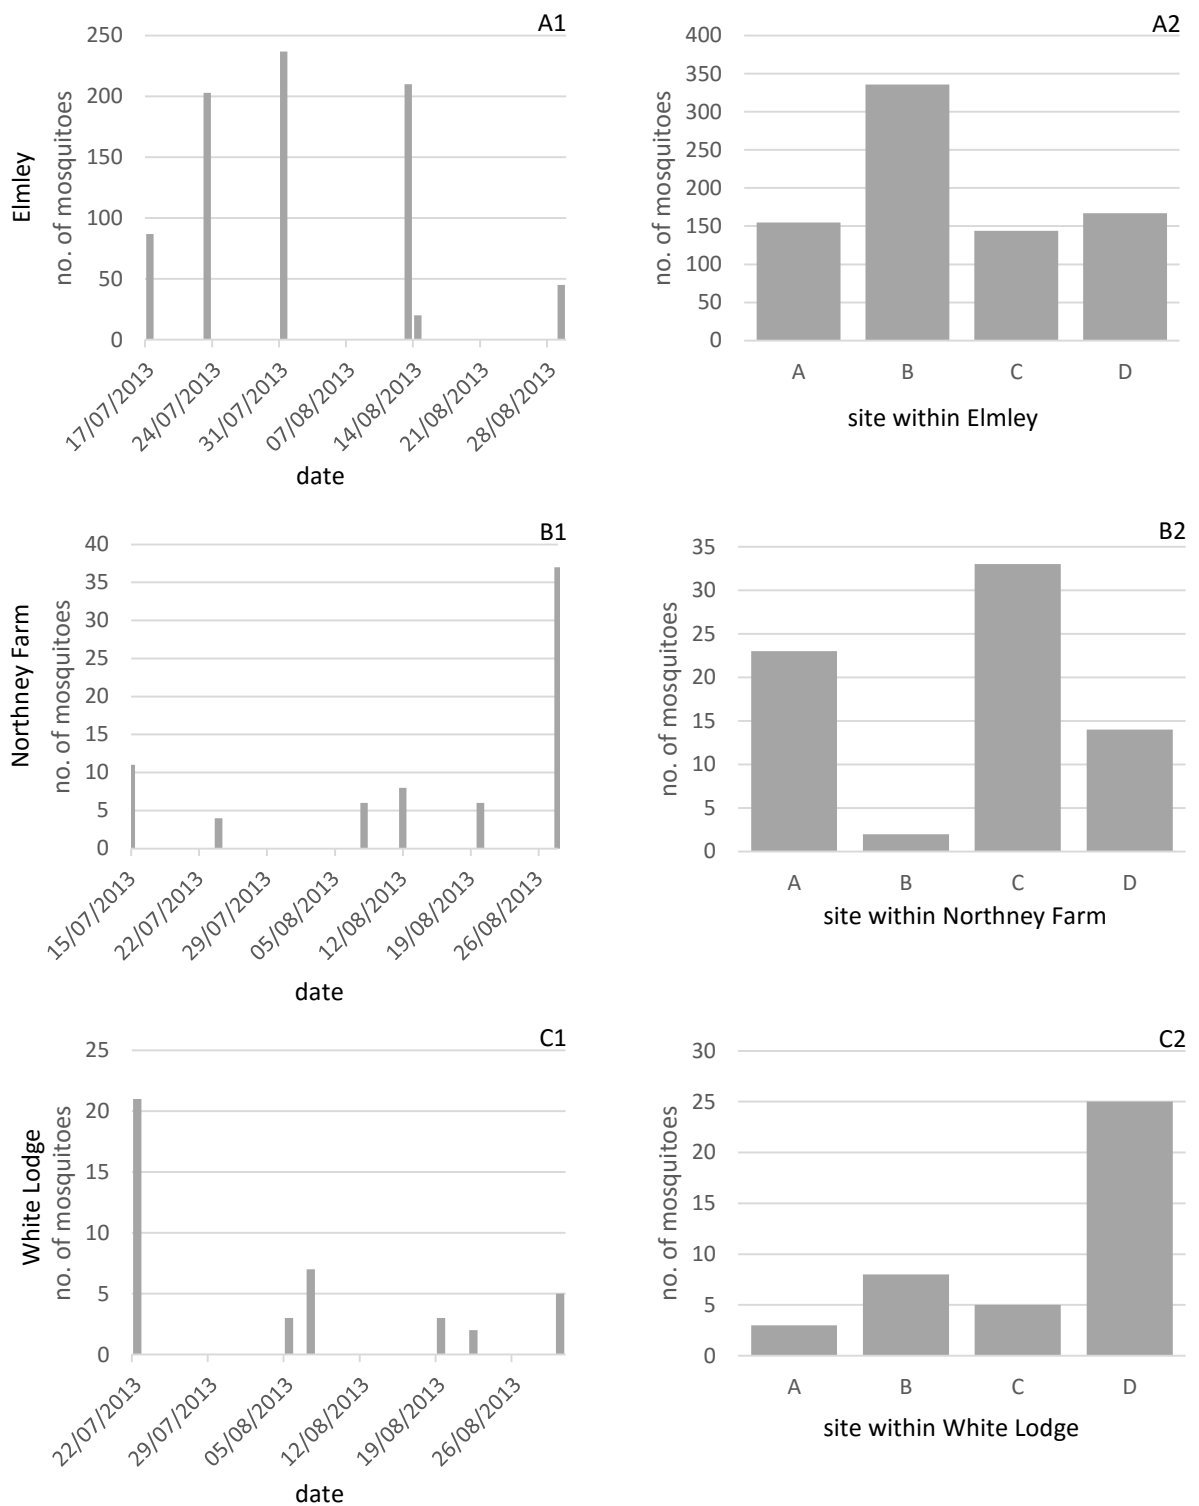 A1
Elmley
no. of mosquitoes
250
200
150
100
50
0
17/07/2013
24/07/2013
31/07/2013
07/08/2013
14/08/2013
21/08/2013
28/08/2013
date
A2
no. of mosquitoes
400
350
300
250
200
150
100
50
0
A B C D
site within Elmley
B1
Northney Farm
no. of mosquitoes
40
35
30
25
20
15
10
5
0
15/07/2013
22/07/2013
29/07/2013
05/08/2013
12/08/2013
19/08/2013
26/08/2013
date
B2
no. of mosquitoes
35
30
25
20
15
10
5
0
A B C D
site within Northney Farm
C1
White Lodge
no. of mosquitoes
25
20
15
10
5
0
22/07/2013
29/07/2013
05/08/2013
12/08/2013
19/08/2013
26/08/2013
date
C2
no. of mosquitoes
30
25
20
15
10
5
0
A B C D
site within White Lodge